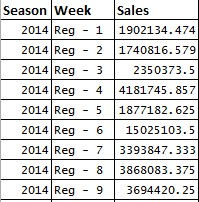 Season Week Sales
2014 Reg - 1 1902134.474
2014 Reg - 2 1740816.579
2014 Reg - 3 2350373.5
2014 Reg - 4 4181745.857
2014 Reg - 5 1877182.625
2014 Reg - 6 15025103.5
2014 Reg - 7 3393847.333
2014 Reg - 8 3868083.375
2014 Reg - 9 3694420.25